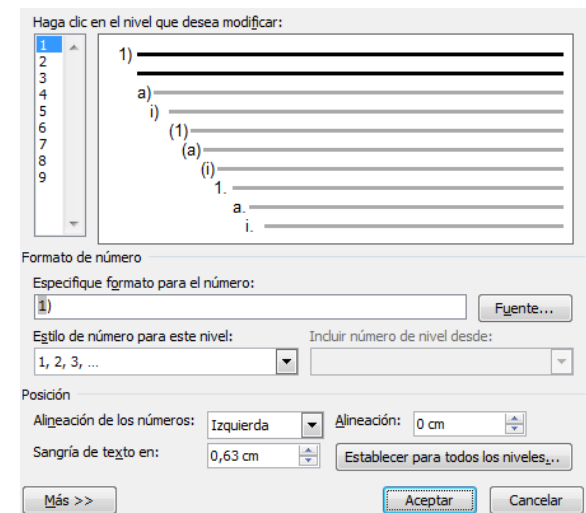 Haga clic en el nivel que desea modificar:
1
2
3
4
5
6
7
8
9
1)
a)
i)
(1)
(a)
(i)
1.
a.
i.
Formato de número
Especifique formato para el número:
1)
Fuente...
Estilo de número para este nivel:
Incluir número de nivel desde:
1, 2, 3, ...
Posición
Alineación de los números:
Izquierda
Alineación:
0 cm
Sangría de texto en:
0,63 cm
Establecer para todos los niveles...
Más >>
Aceptar
Cancelar